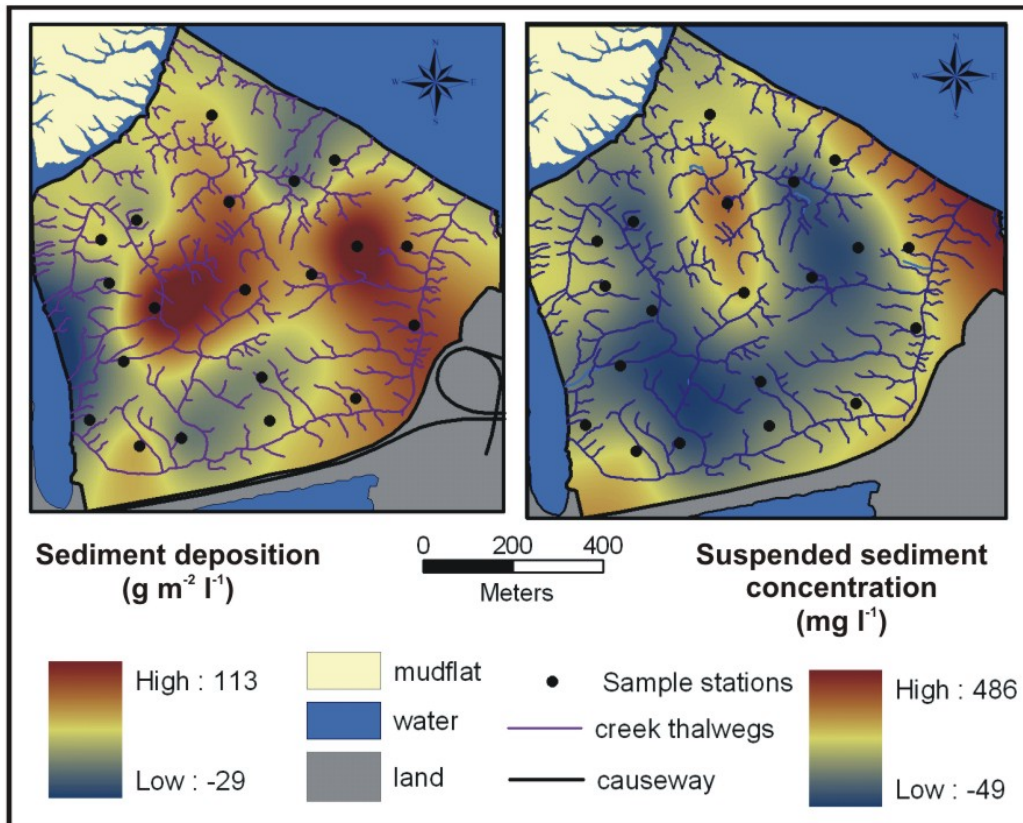 N
W E
S
N
W E
S
Sediment deposition
(g m⁻² l⁻¹)
0 200 400
Meters
Suspended sediment
concentration
(mg l⁻¹)
High : 113
Low : -29
mudflat
water
land
Sample stations
creek thalwegs
causeway
High : 486
Low : -49